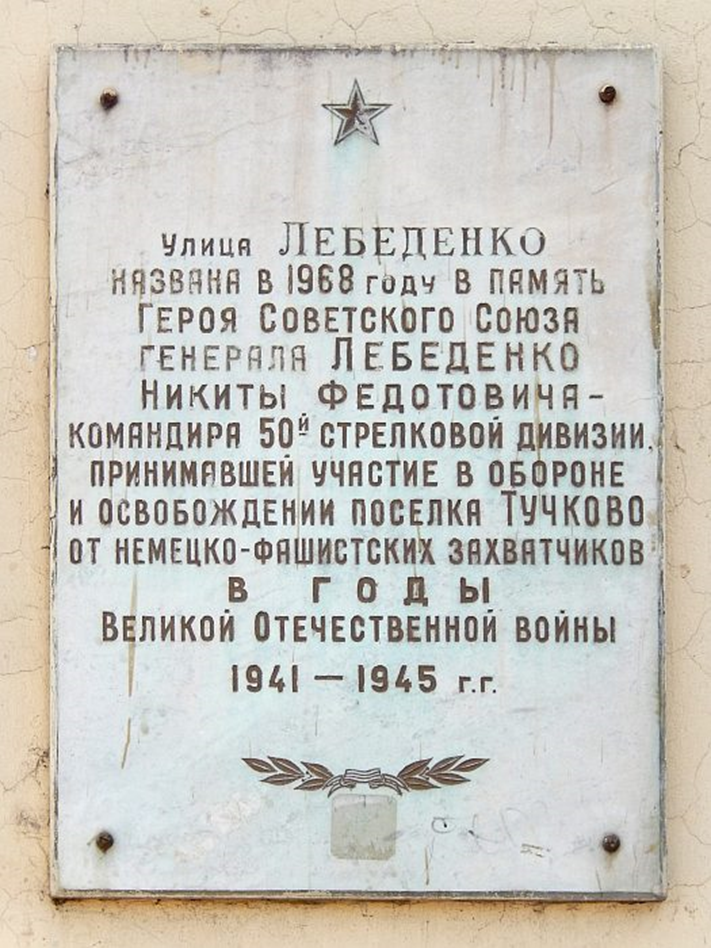 Улица ЛЕБЕДЕНКО
НАЗВАНА В 1968 ГОДУ В ПАМЯТЬ
ГЕРОЯ СОВЕТСКОГО СОЮЗА
ГЕНЕРАЛА ЛЕБЕДЕНКО
НИКИТЫ ФЕДОТОВИЧА–
КОМАНДИРА 50й СТРЕЛКОВОЙ ДИВИЗИИ,
ПРИНИМАВШЕЙ УЧАСТИЕ В ОБОРОНЕ
И ОСВОБОЖДЕНИИ ПОСЕЛКА ТУЧКОВО
ОТ НЕМЕЦКО-ФАШИСТСКИХ ЗАХВАТЧИКОВ
В ГОДЫ
ВЕЛИКОЙ ОТЕЧЕСТВЕННОЙ ВОЙНЫ
1941 — 1945 г.г.